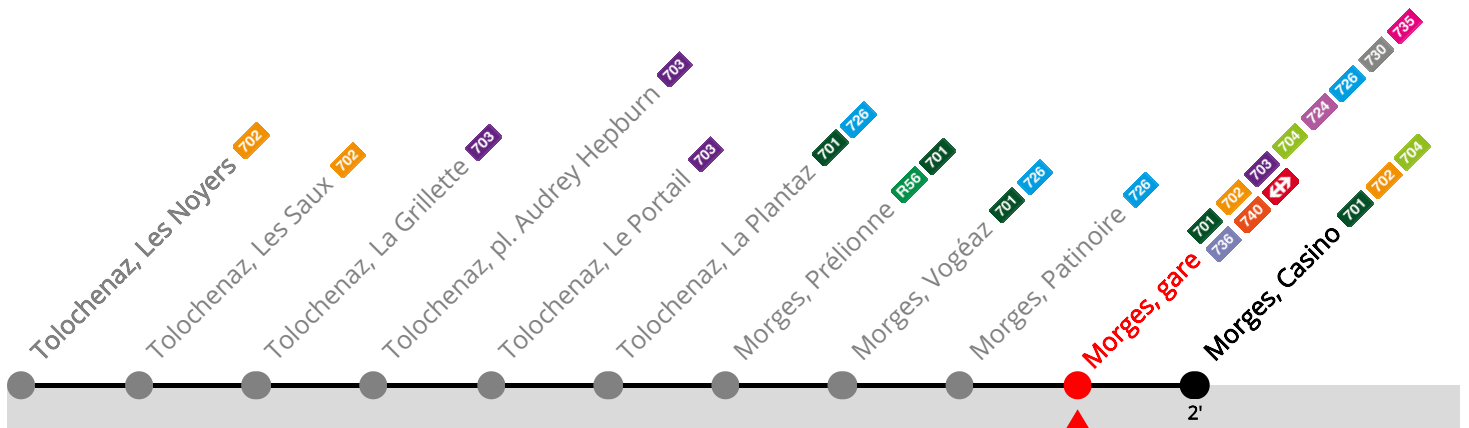 Tolochenaz, Les Noyers 702
Tolochenaz, Les Saux 702
Tolochenaz, La Grillette 703
Tolochenaz, pl. Audrey Hepburn 703
Tolochenaz, Le Portail 703
Tolochenaz, La Plantaz 701 726
Morges, Prélionne R56 701
Morges, Vogéaz 701 726
Morges, Patinoire 726
Morges, gare 701 702 703 704 724 726 730 735
736 740
Morges, Casino 701 702 704
2'